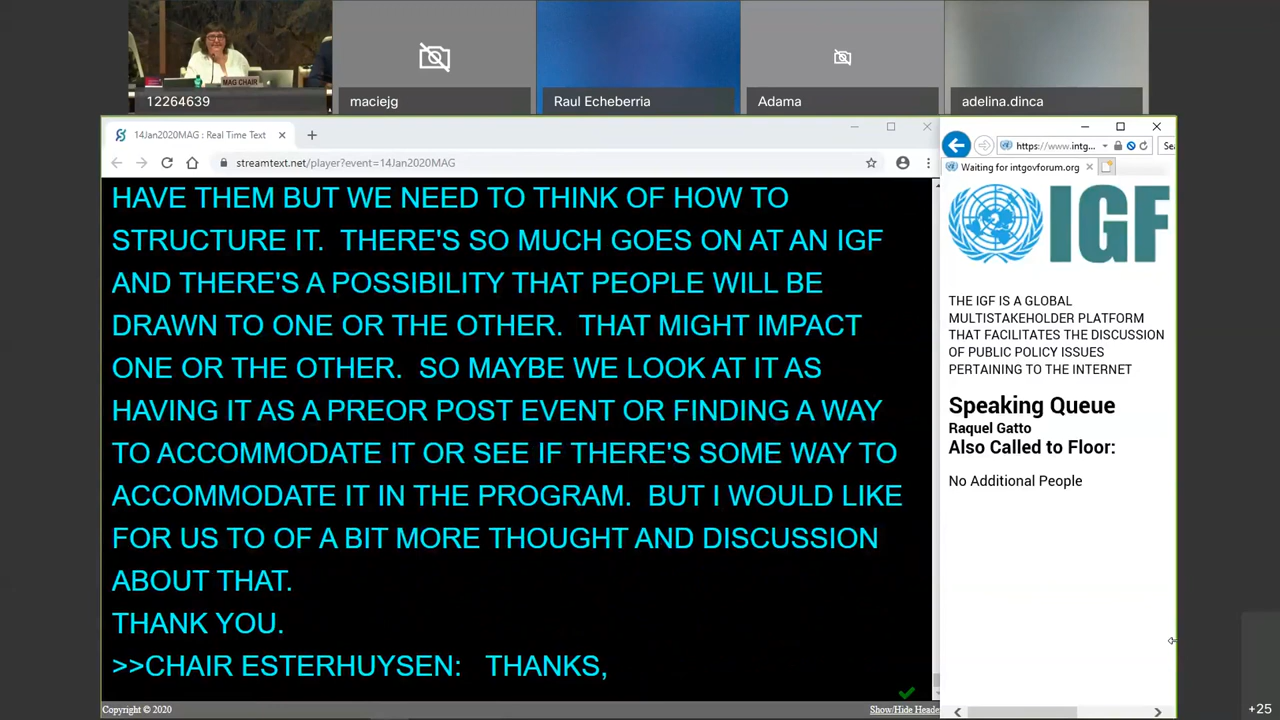 MAG CHAIR
12264639
maciejg
Raul Echeberria
Adama
adelina.dinca
14Jan2020MAG : Real Time Text
streamtext.net/player?event=14Jan2020MAG
HAVE THEM BUT WE NEED TO THINK OF HOW TO
STRUCTURE IT.  THERE'S SO MUCH GOES ON AT AN IGF
AND THERE'S A POSSIBILITY THAT PEOPLE WILL BE
DRAWN TO ONE OR THE OTHER.  THAT MIGHT IMPACT
ONE OR THE OTHER.  SO MAYBE WE LOOK AT IT AS
HAVING IT AS A PREOR POST EVENT OR FINDING A WAY
TO ACCOMMODATE IT OR SEE IF THERE'S SOME WAY TO
ACCOMMODATE IT IN THE PROGRAM.  BUT I WOULD LIKE
FOR US TO OF A BIT MORE THOUGHT AND DISCUSSION
ABOUT THAT.
THANK YOU.
>>CHAIR ESTERHUYSEN:   THANKS,
Copyright © 2020
Show/Hide Heade
https://www.intg...
Sea
Waiting for intgovforum.org
IGF
THE IGF IS A GLOBAL
MULTISTAKEHOLDER PLATFORM
THAT FACILITATES THE DISCUSSION
OF PUBLIC POLICY ISSUES
PERTAINING TO THE INTERNET
Speaking Queue
Raquel Gatto
Also Called to Floor:
No Additional People
+25